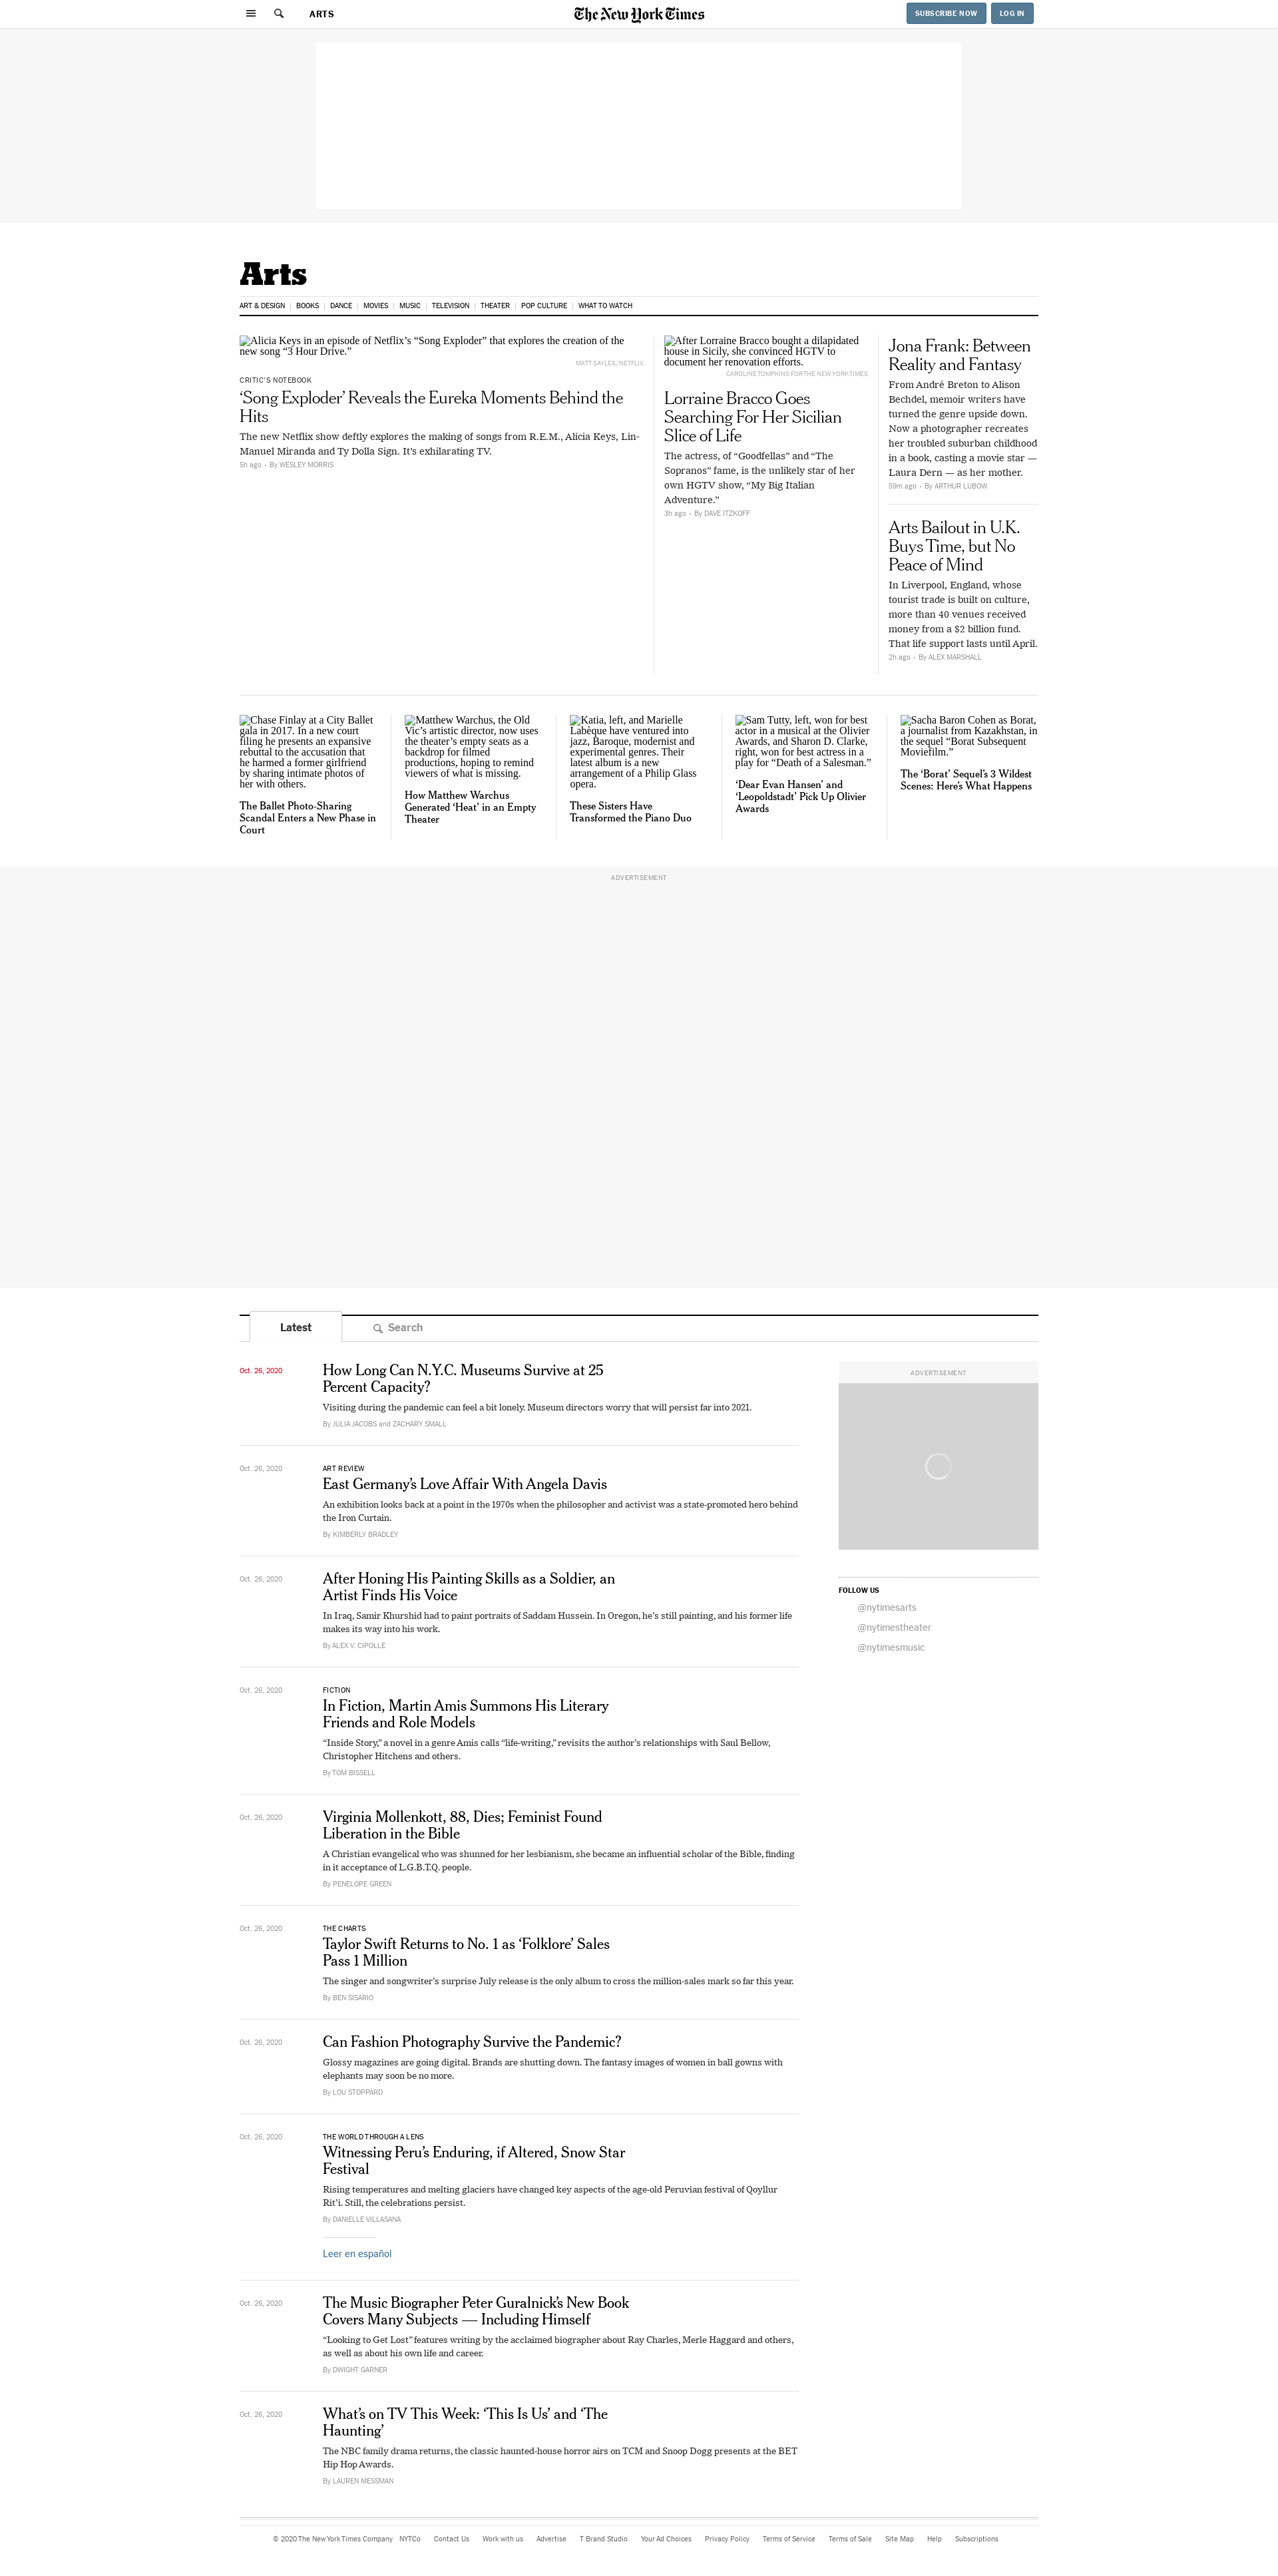 ARTS
The New York Times
SUBSCRIBE NOW
LOG IN
Arts
ART & DESIGN
BOOKS
DANCE
MOVIES
MUSIC
TELEVISION
THEATER
POP CULTURE
WHAT TO WATCH
Alicia Keys in an episode of Netflix’s “Song Exploder” that explores the creation of the
new song “3 Hour Drive.”
MATT SAYLES/NETFLIX
CRITIC’S NOTEBOOK
‘Song Exploder’ Reveals the Eureka Moments Behind the
Hits
The new Netflix show deftly explores the making of songs from R.E.M., Alicia Keys, Lin-
Manuel Miranda and Ty Dolla Sign. It’s exhilarating TV.
5h ago • By WESLEY MORRIS
After Lorraine Bracco bought a dilapidated
house in Sicily, she convinced HGTV to
document her renovation efforts.
CAROLINE TOMPKINS FOR THE NEW YORK TIMES
Lorraine Bracco Goes
Searching For Her Sicilian
Slice of Life
The actress, of “Goodfellas” and “The
Sopranos” fame, is the unlikely star of her
own HGTV show, “My Big Italian
Adventure.”
3h ago • By DAVE ITZKOFF
Jona Frank: Between
Reality and Fantasy
From André Breton to Alison
Bechdel, memoir writers have
turned the genre upside down.
Now a photographer recreates
her troubled suburban childhood
in a book, casting a movie star —
Laura Dern — as her mother.
59m ago • By ARTHUR LUBOW
Arts Bailout in U.K.
Buys Time, but No
Peace of Mind
In Liverpool, England, whose
tourist trade is built on culture,
more than 40 venues received
money from a $2 billion fund.
That life support lasts until April.
2h ago • By ALEX MARSHALL
Chase Finlay at a City Ballet
gala in 2017. In a new court
filing he presents an expansive
rebuttal to the accusation that
he harmed a former girlfriend
by sharing intimate photos of
her with others.
The Ballet Photo-Sharing
Scandal Enters a New Phase in
Court
Matthew Warchus, the Old
Vic’s artistic director, now uses
the theater’s empty seats as a
backdrop for filmed
productions, hoping to remind
viewers of what is missing.
How Matthew Warchus
Generated ‘Heat’ in an Empty
Theater
Katia, left, and Marielle
Labèque have ventured into
jazz, Baroque, modernist and
experimental genres. Their
latest album is a new
arrangement of a Philip Glass
opera.
These Sisters Have
Transformed the Piano Duo
Sam Tutty, left, won for best
actor in a musical at the Olivier
Awards, and Sharon D. Clarke,
right, won for best actress in a
play for “Death of a Salesman.”
‘Dear Evan Hansen’ and
‘Leopoldstadt’ Pick Up Olivier
Awards
Sacha Baron Cohen as Borat,
a journalist from Kazakhstan, in
the sequel “Borat Subsequent
Moviefilm.”
The ‘Borat’ Sequel’s 3 Wildest
Scenes: Here’s What Happens
ADVERTISEMENT
Latest
Search
Oct. 26, 2020
How Long Can N.Y.C. Museums Survive at 25
Percent Capacity?
Visiting during the pandemic can feel a bit lonely. Museum directors worry that will persist far into 2021.
By JULIA JACOBS and ZACHARY SMALL
Oct. 26, 2020
ART REVIEW
East Germany’s Love Affair With Angela Davis
An exhibition looks back at a point in the 1970s when the philosopher and activist was a state-promoted hero behind
the Iron Curtain.
By KIMBERLY BRADLEY
Oct. 26, 2020
After Honing His Painting Skills as a Soldier, an
Artist Finds His Voice
In Iraq, Samir Khurshid had to paint portraits of Saddam Hussein. In Oregon, he’s still painting, and his former life
makes its way into his work.
By ALEX V. CIPOLLE
Oct. 26, 2020
FICTION
In Fiction, Martin Amis Summons His Literary
Friends and Role Models
“Inside Story,” a novel in a genre Amis calls “life-writing,” revisits the author’s relationships with Saul Bellow,
Christopher Hitchens and others.
By TOM BISSELL
Oct. 26, 2020
Virginia Mollenkott, 88, Dies; Feminist Found
Liberation in the Bible
A Christian evangelical who was shunned for her lesbianism, she became an influential scholar of the Bible, finding
in it acceptance of L.G.B.T.Q. people.
By PENELOPE GREEN
Oct. 26, 2020
THE CHARTS
Taylor Swift Returns to No. 1 as ‘Folklore’ Sales
Pass 1 Million
The singer and songwriter’s surprise July release is the only album to cross the million-sales mark so far this year.
By BEN SISARIO
Oct. 26, 2020
Can Fashion Photography Survive the Pandemic?
Glossy magazines are going digital. Brands are shutting down. The fantasy images of women in ball gowns with
elephants may soon be no more.
By LOU STOPPARD
Oct. 26, 2020
THE WORLD THROUGH A LENS
Witnessing Peru’s Enduring, if Altered, Snow Star
Festival
Rising temperatures and melting glaciers have changed key aspects of the age-old Peruvian festival of Qoyllur
Rit’i. Still, the celebrations persist.
By DANIELLE VILLASANA
Leer en español
Oct. 26, 2020
The Music Biographer Peter Guralnick’s New Book
Covers Many Subjects — Including Himself
“Looking to Get Lost” features writing by the acclaimed biographer about Ray Charles, Merle Haggard and others,
as well as about his own life and career.
By DWIGHT GARNER
Oct. 26, 2020
What’s on TV This Week: ‘This Is Us’ and ‘The
Haunting’
The NBC family drama returns, the classic haunted-house horror airs on TCM and Snoop Dogg presents at the BET
Hip Hop Awards.
By LAUREN MESSMAN
ADVERTISEMENT
FOLLOW US
@nytimesarts
@nytimestheater
@nytimesmusic
© 2020 The New York Times Company
NYTCo
Contact Us
Work with us
Advertise
T Brand Studio
Your Ad Choices
Privacy Policy
Terms of Service
Terms of Sale
Site Map
Help
Subscriptions